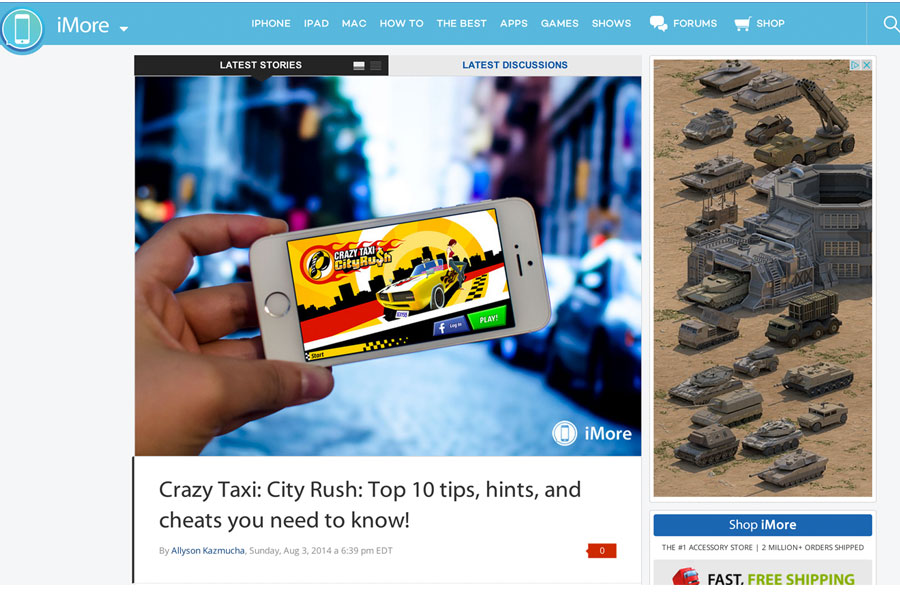 iMore
IPHONE IPAD MAC HOW TO THE BEST APPS GAMES SHOWS FORUMS SHOP
LATEST STORIES
LATEST DISCUSSIONS
CRAZY TAXI
CityRu$h
Log In
PLAY!
Start
iMore
Crazy Taxi: City Rush: Top 10 tips, hints, and
cheats you need to know!
By Allyson Kazmucha, Sunday, Aug 3, 2014 a 6:39 pm EDT
0
Shop iMore
THE #1 ACCESSORY STORE | 2 MILLION+ ORDERS SHIPPED
FAST, FREE SHIPPING